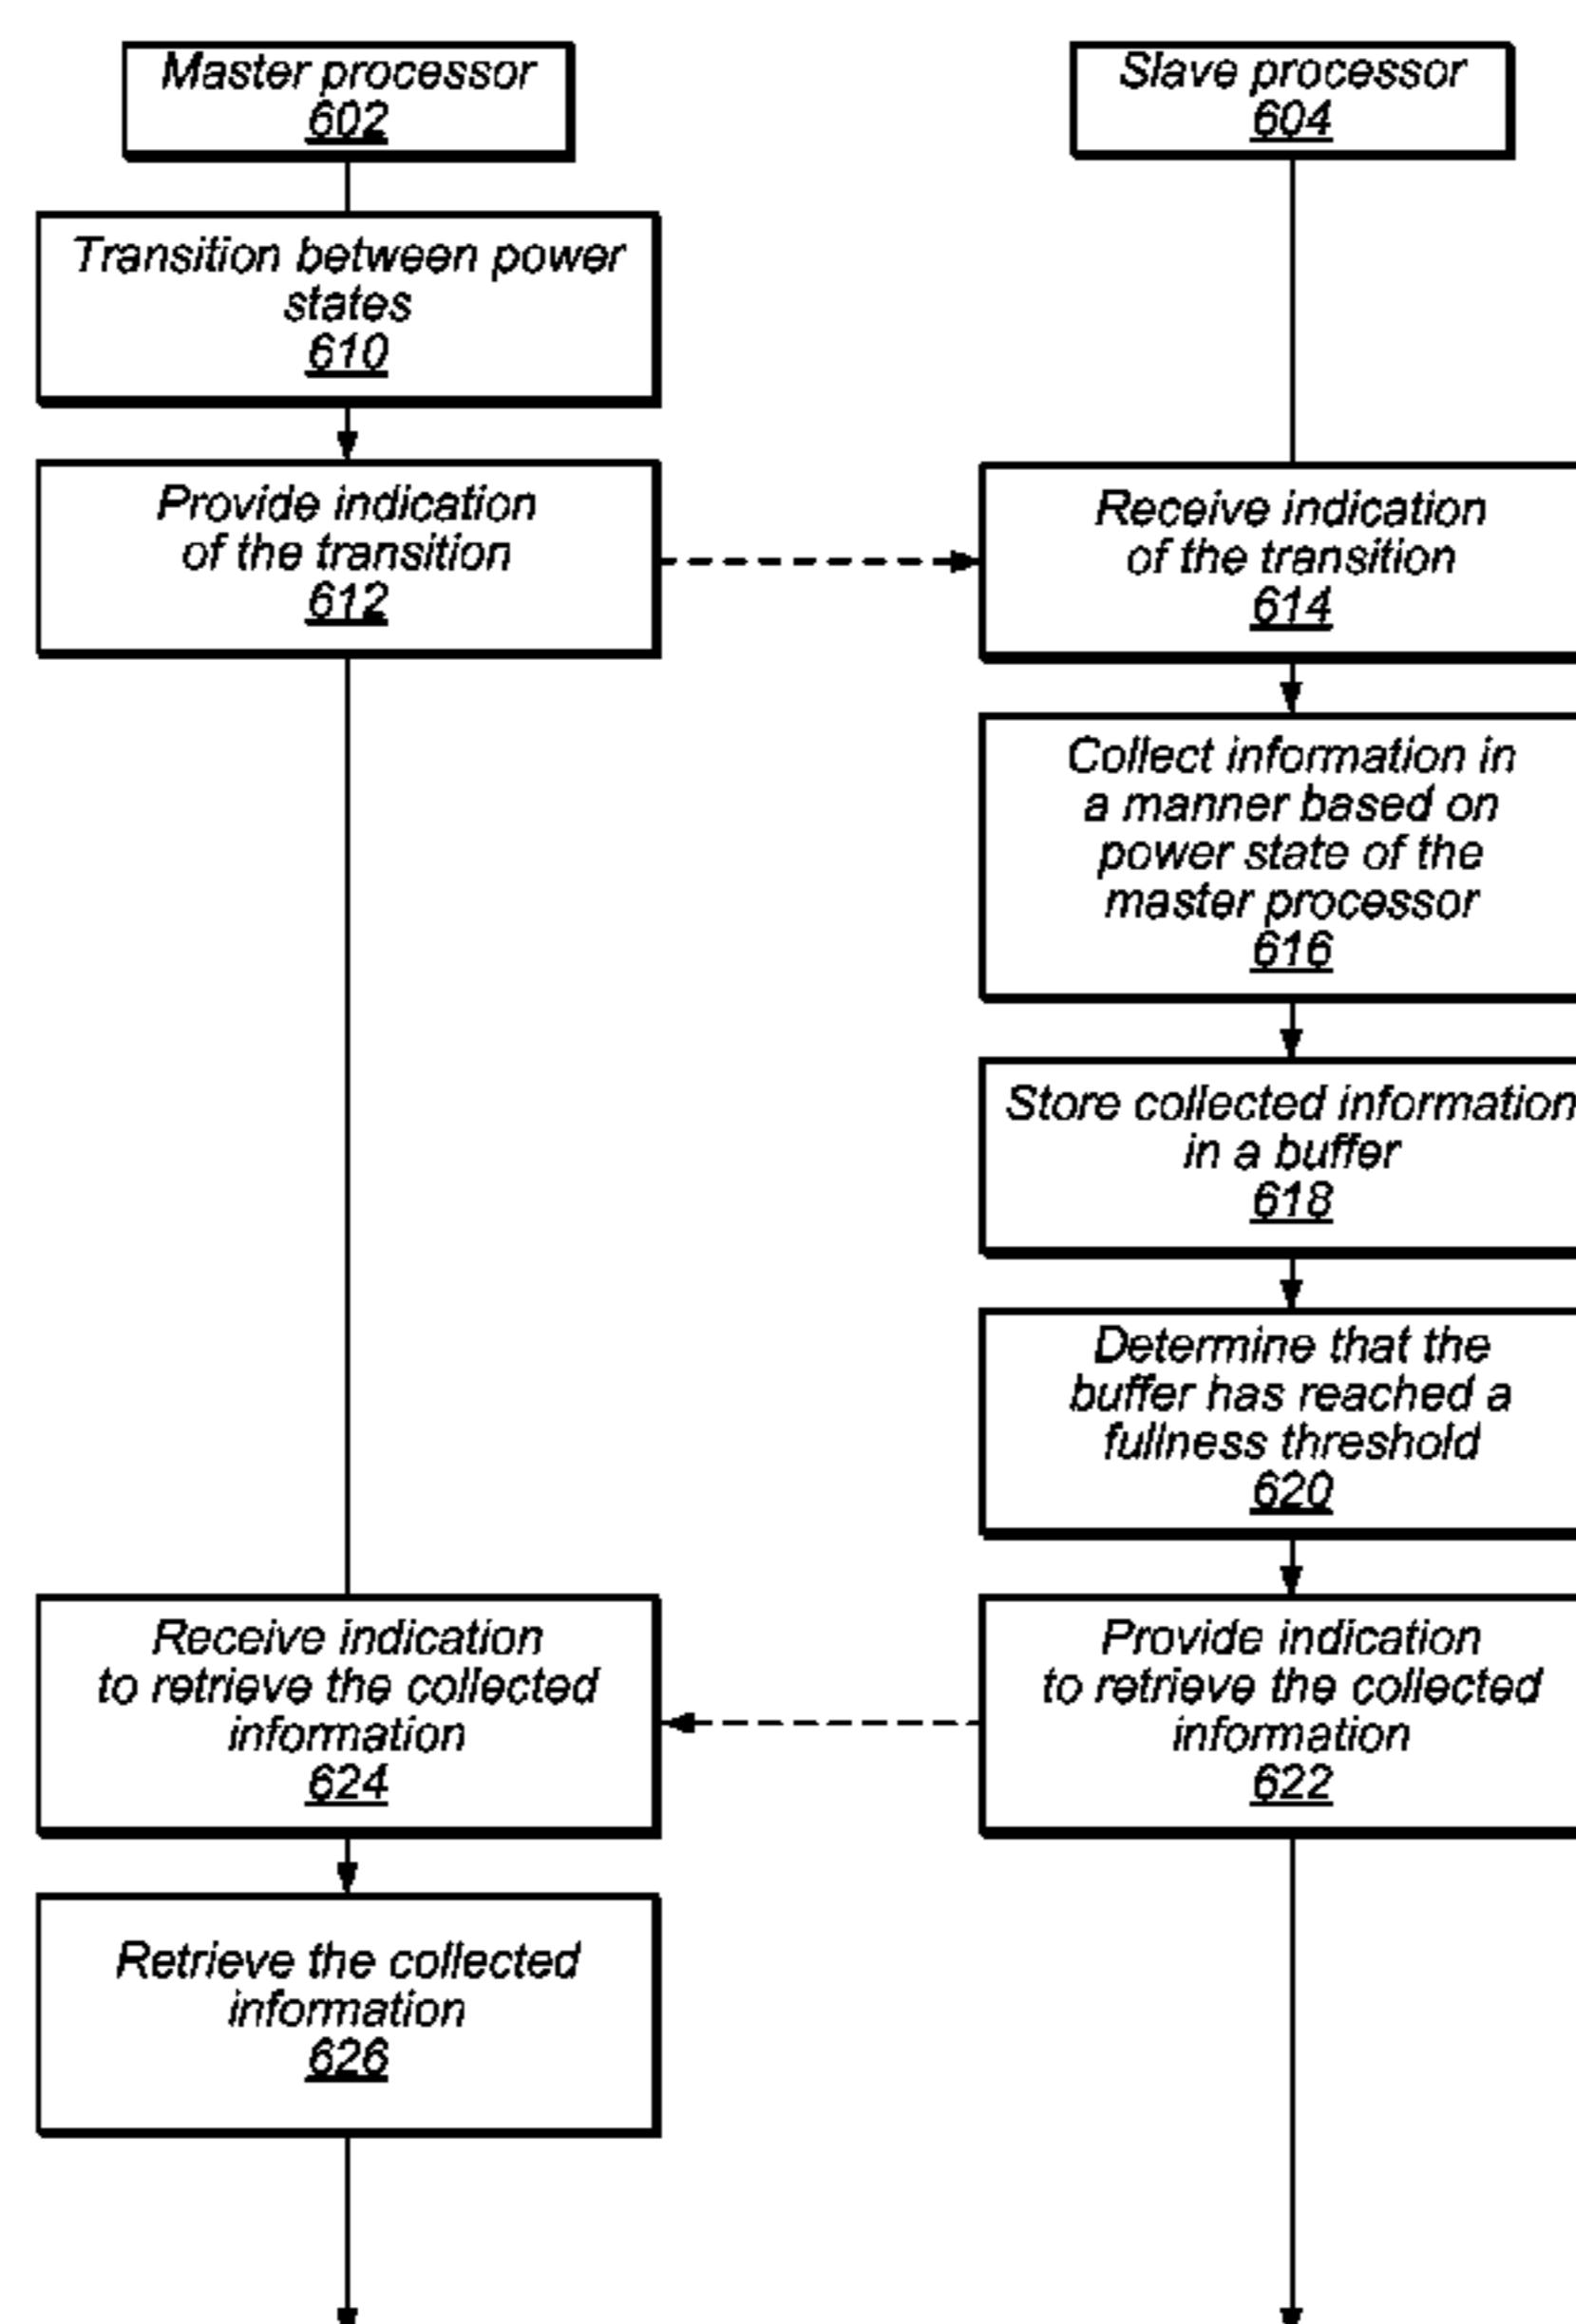 Master processor
602
Slave processor
604
Transition between power
states
610
Provide indication
of the transition
612
Receive indication
of the transition
614
Collect information in
a manner based on
power state of the
master processor
616
Store collected information
in a buffer
618
Determine that the
buffer has reached a
fullness threshold
620
Receive indication
to retrieve the collected
information
624
Provide indication
to retrieve the collected
information
622
Retrieve the collected
information
626